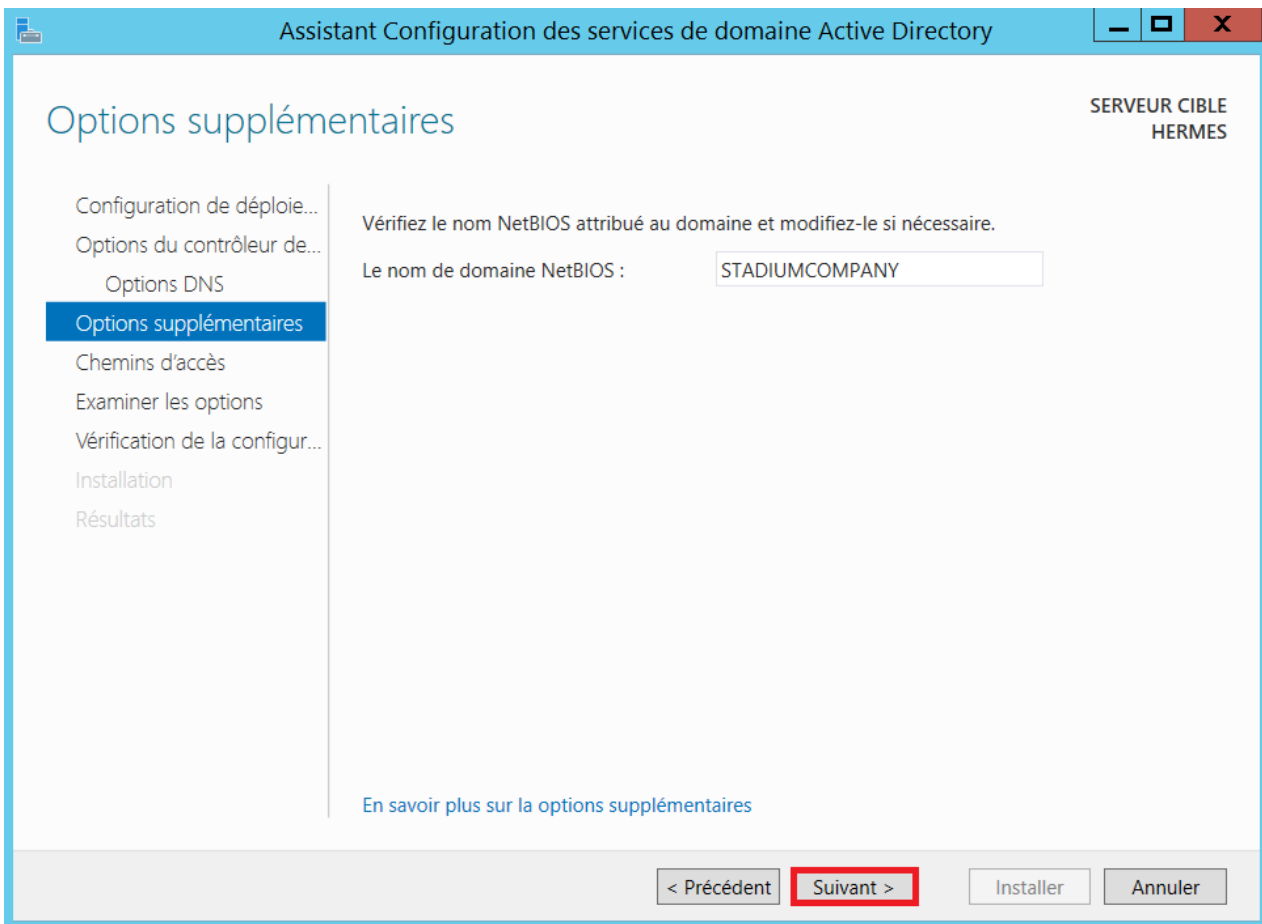 Assistant Configuration des services de domaine Active Directory
X
Options supplémentaires
SERVEUR CIBLE
HERMES
Configuration de déploie...
Options du contrôleur de...
Options DNS
Options supplémentaires
Chemins d'accès
Examiner les options
Vérification de la configur...
Installation
Résultats
Vérifiez le nom NetBIOS attribué au domaine et modifiez-le si nécessaire.
Le nom de domaine NetBIOS : STADIUMCOMPANY
En savoir plus sur la options supplémentaires
< Précédent Suivant > Installer Annuler